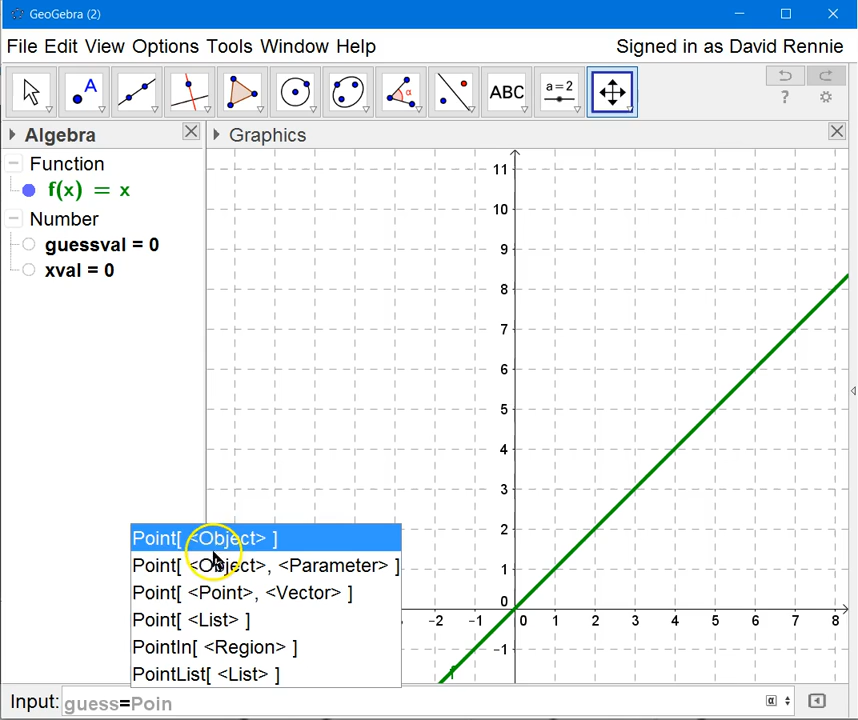 GeoGebra (2)
File Edit View Options Tools Window Help
Signed in as David Rennie
A
α
ABC
a=2
?
Algebra
Graphics
Function
f(x) = x
Number
guessval = 0
xval = 0
11
10
9
8
7
6
5
4
3
2
1
0
-1
-2 -1 0 1 2 3 4 5 6 7 8
f
Point[ <Object> ]
Point[ <Object>, <Parameter> ]
Point[ <Point>, <Vector> ]
Point[ <List> ]
PointIn[ <Region> ]
PointList[ <List> ]
Input: guess=Poin
α